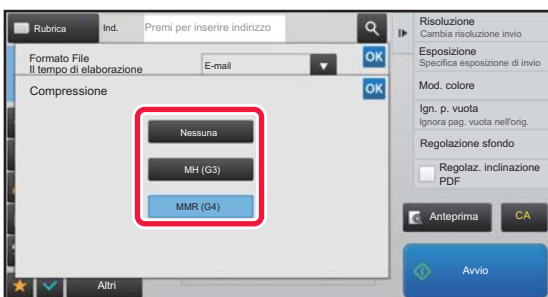 Rubrica
Ind.
Premi per inserire indirizzo
Formato File
Il tempo di elaborazione
E-mail
OK
Compressione
OK
Nessuna
MH (G3)
MMR (G4)
Altri
Risoluzione
Cambia risoluzione invio
Esposizione
Specifica esposizione di invio
Mod. colore
Ign. p. vuota
Ignora pag. vuota nell'orig.
Regolazione sfondo
Regolaz. inclinazione
PDF
Anteprima
CA
Avvio